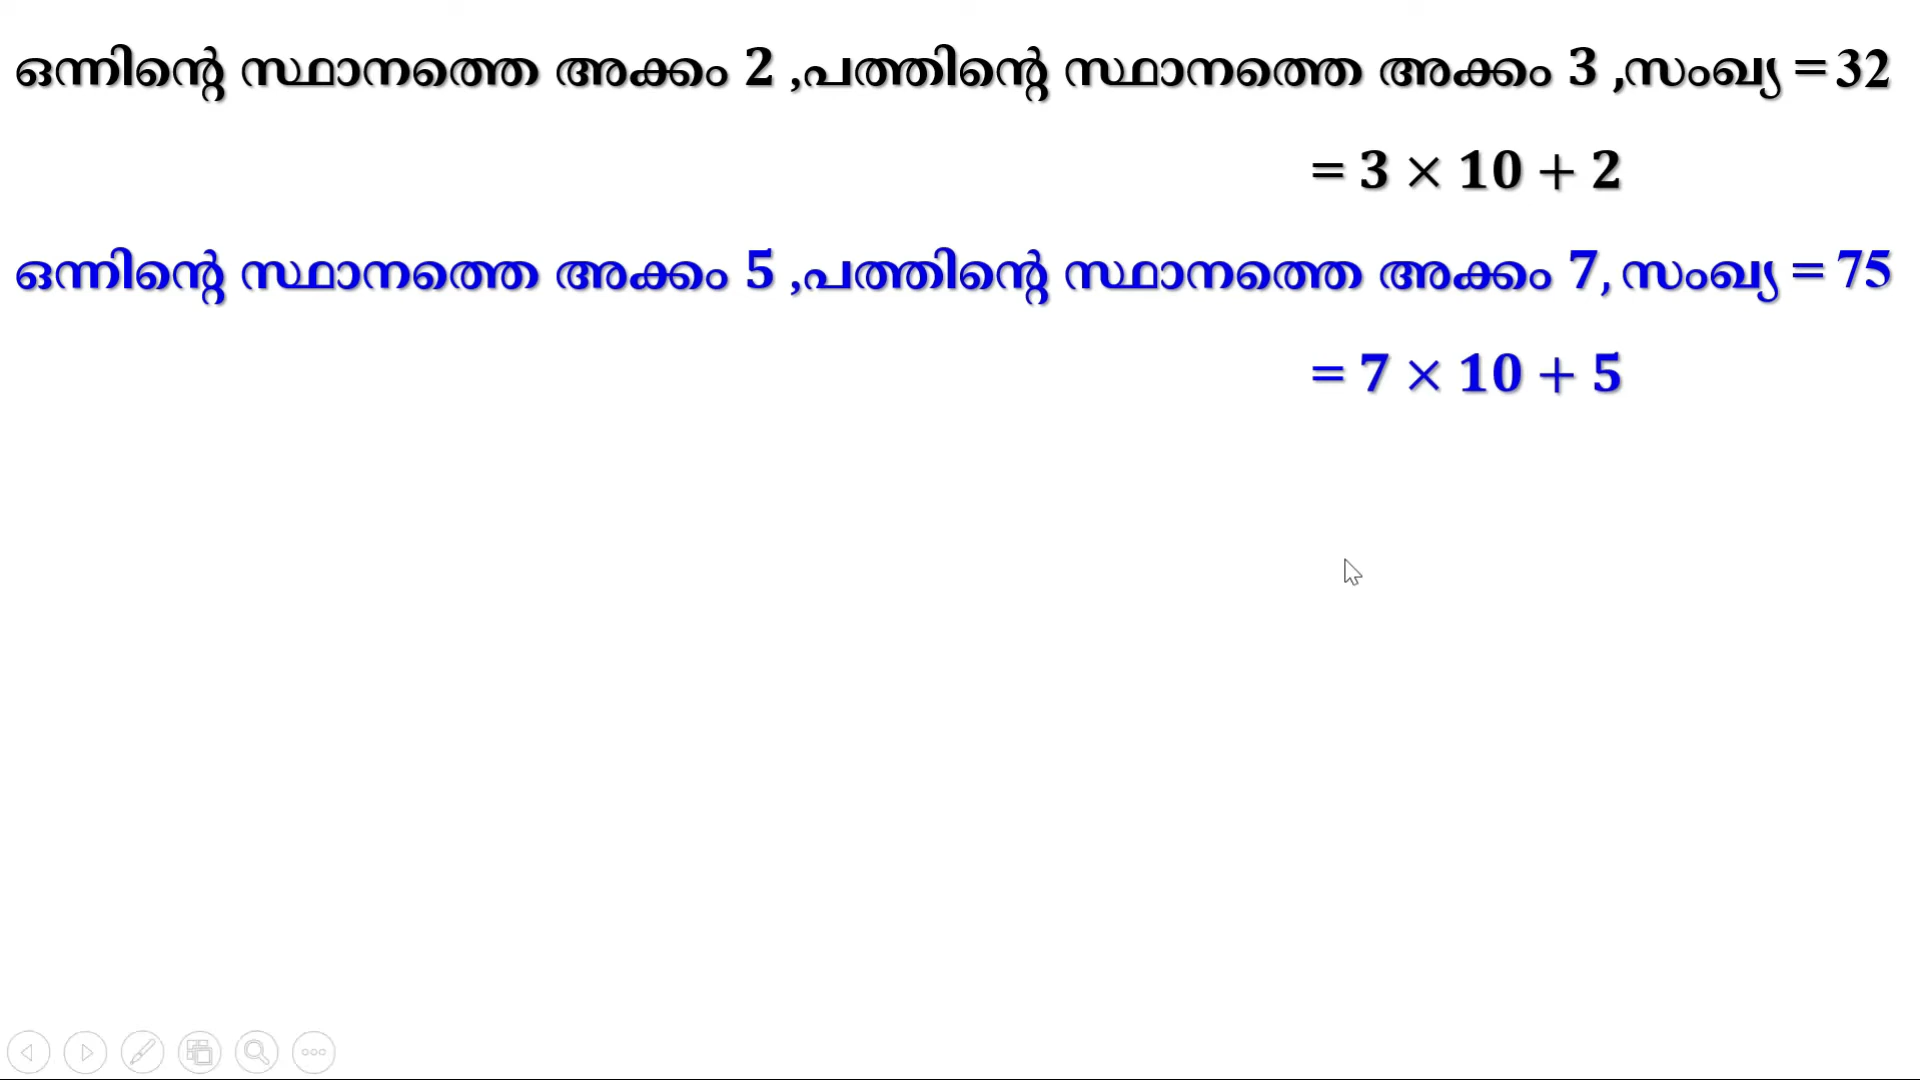 ഒന്നിന്റെ സ്ഥാനത്തെ അക്കം 2 ,പത്തിന്റെ സ്ഥാനത്തെ അക്കം 3 ,സംഖ്യ = 32
= 3 × 10 + 2
ഒന്നിന്റെ സ്ഥാനത്തെ അക്കം 5 ,പത്തിന്റെ സ്ഥാനത്തെ അക്കം 7, സംഖ്യ = 75
= 7 × 10 + 5